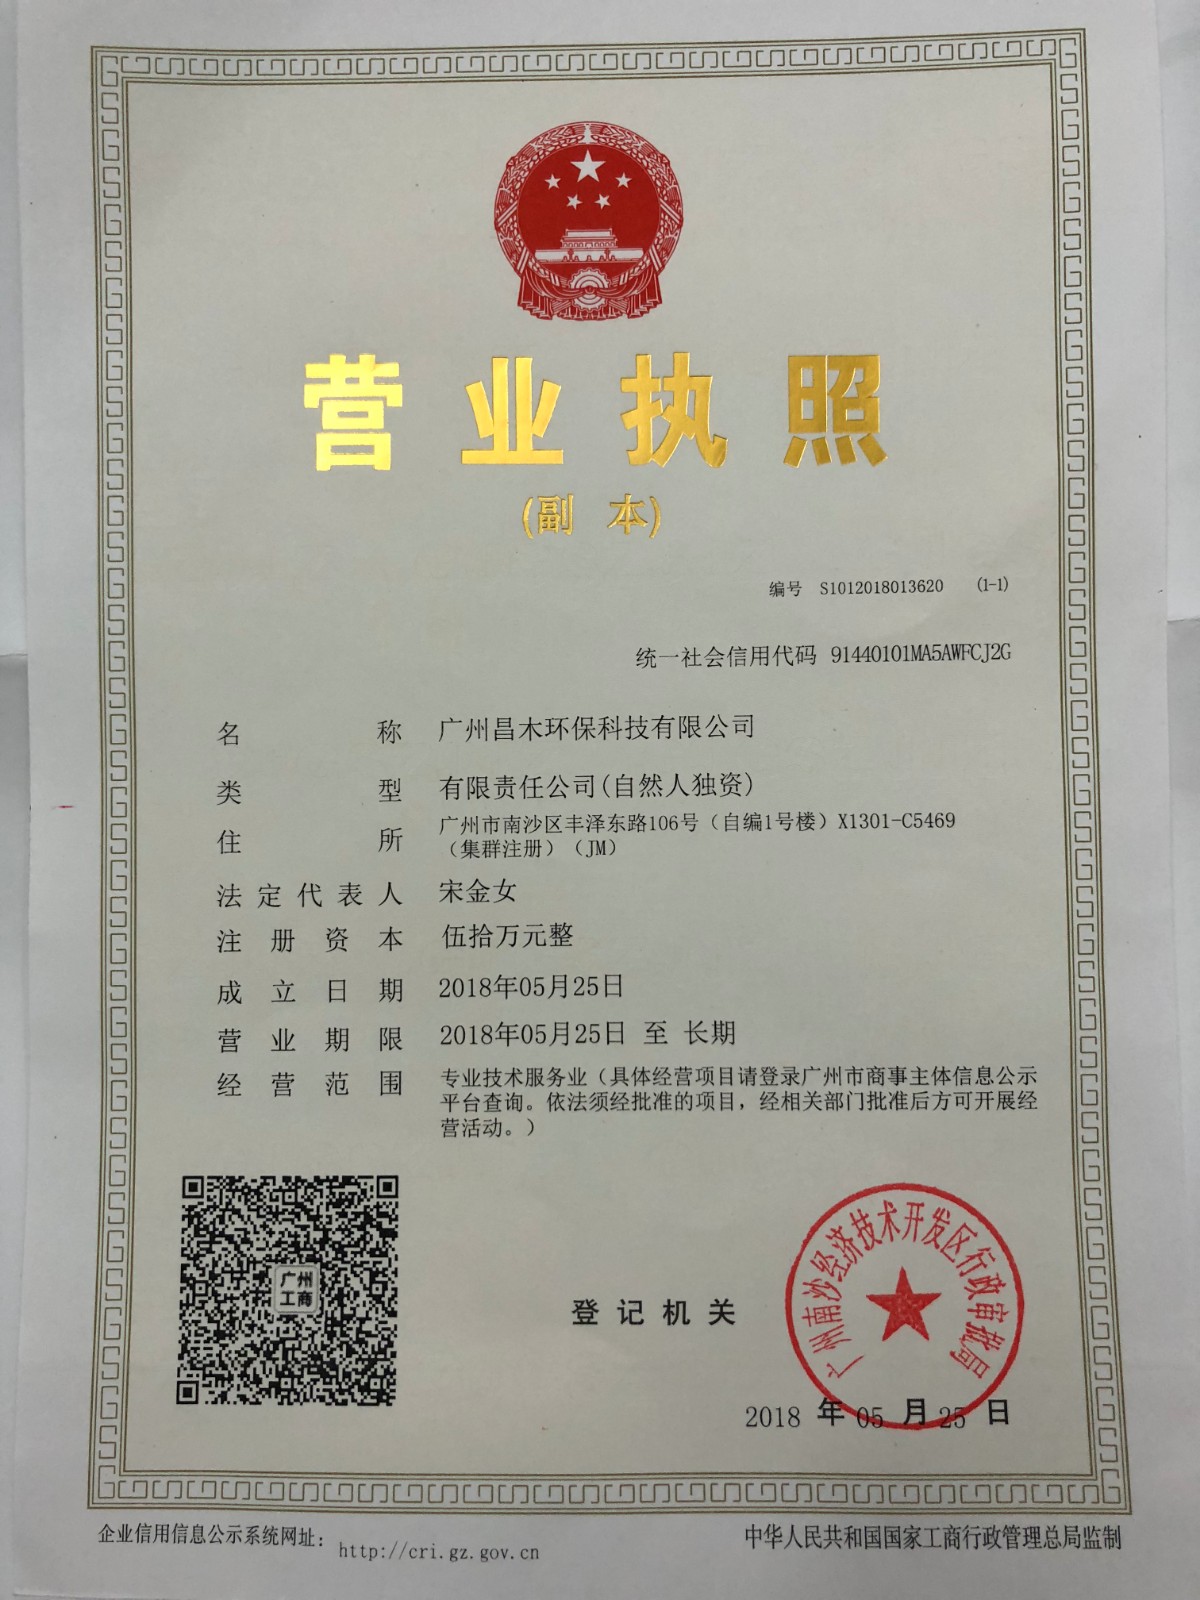 营业执照
(副 本)
编号 S1012018013620 (1-1)
统一社会信用代码 91440101MA5AWFCJ2G
名称 广州昌木环保科技有限公司
类型 有限责任公司(自然人独资)
住所 广州市南沙区丰泽东路106号（自编1号楼）X1301-C5469
（集群注册）（JM）
法定代表人 宋金女
注册资本 伍拾万元整
成立日期 2018年05月25日
营业期限 2018年05月25日 至 长期
经营范围 专业技术服务业（具体经营项目请登录广州市商事主体信息公示
平台查询。依法须经批准的项目，经相关部门批准后方可开展经
营活动。）
广州
工商
登记机关
广州南沙经济技术开发区行政审批局
2018 年 05 月 25 日
企业信用信息公示系统网址： http://cri.gz.gov.cn
中华人民共和国国家工商行政管理总局监制